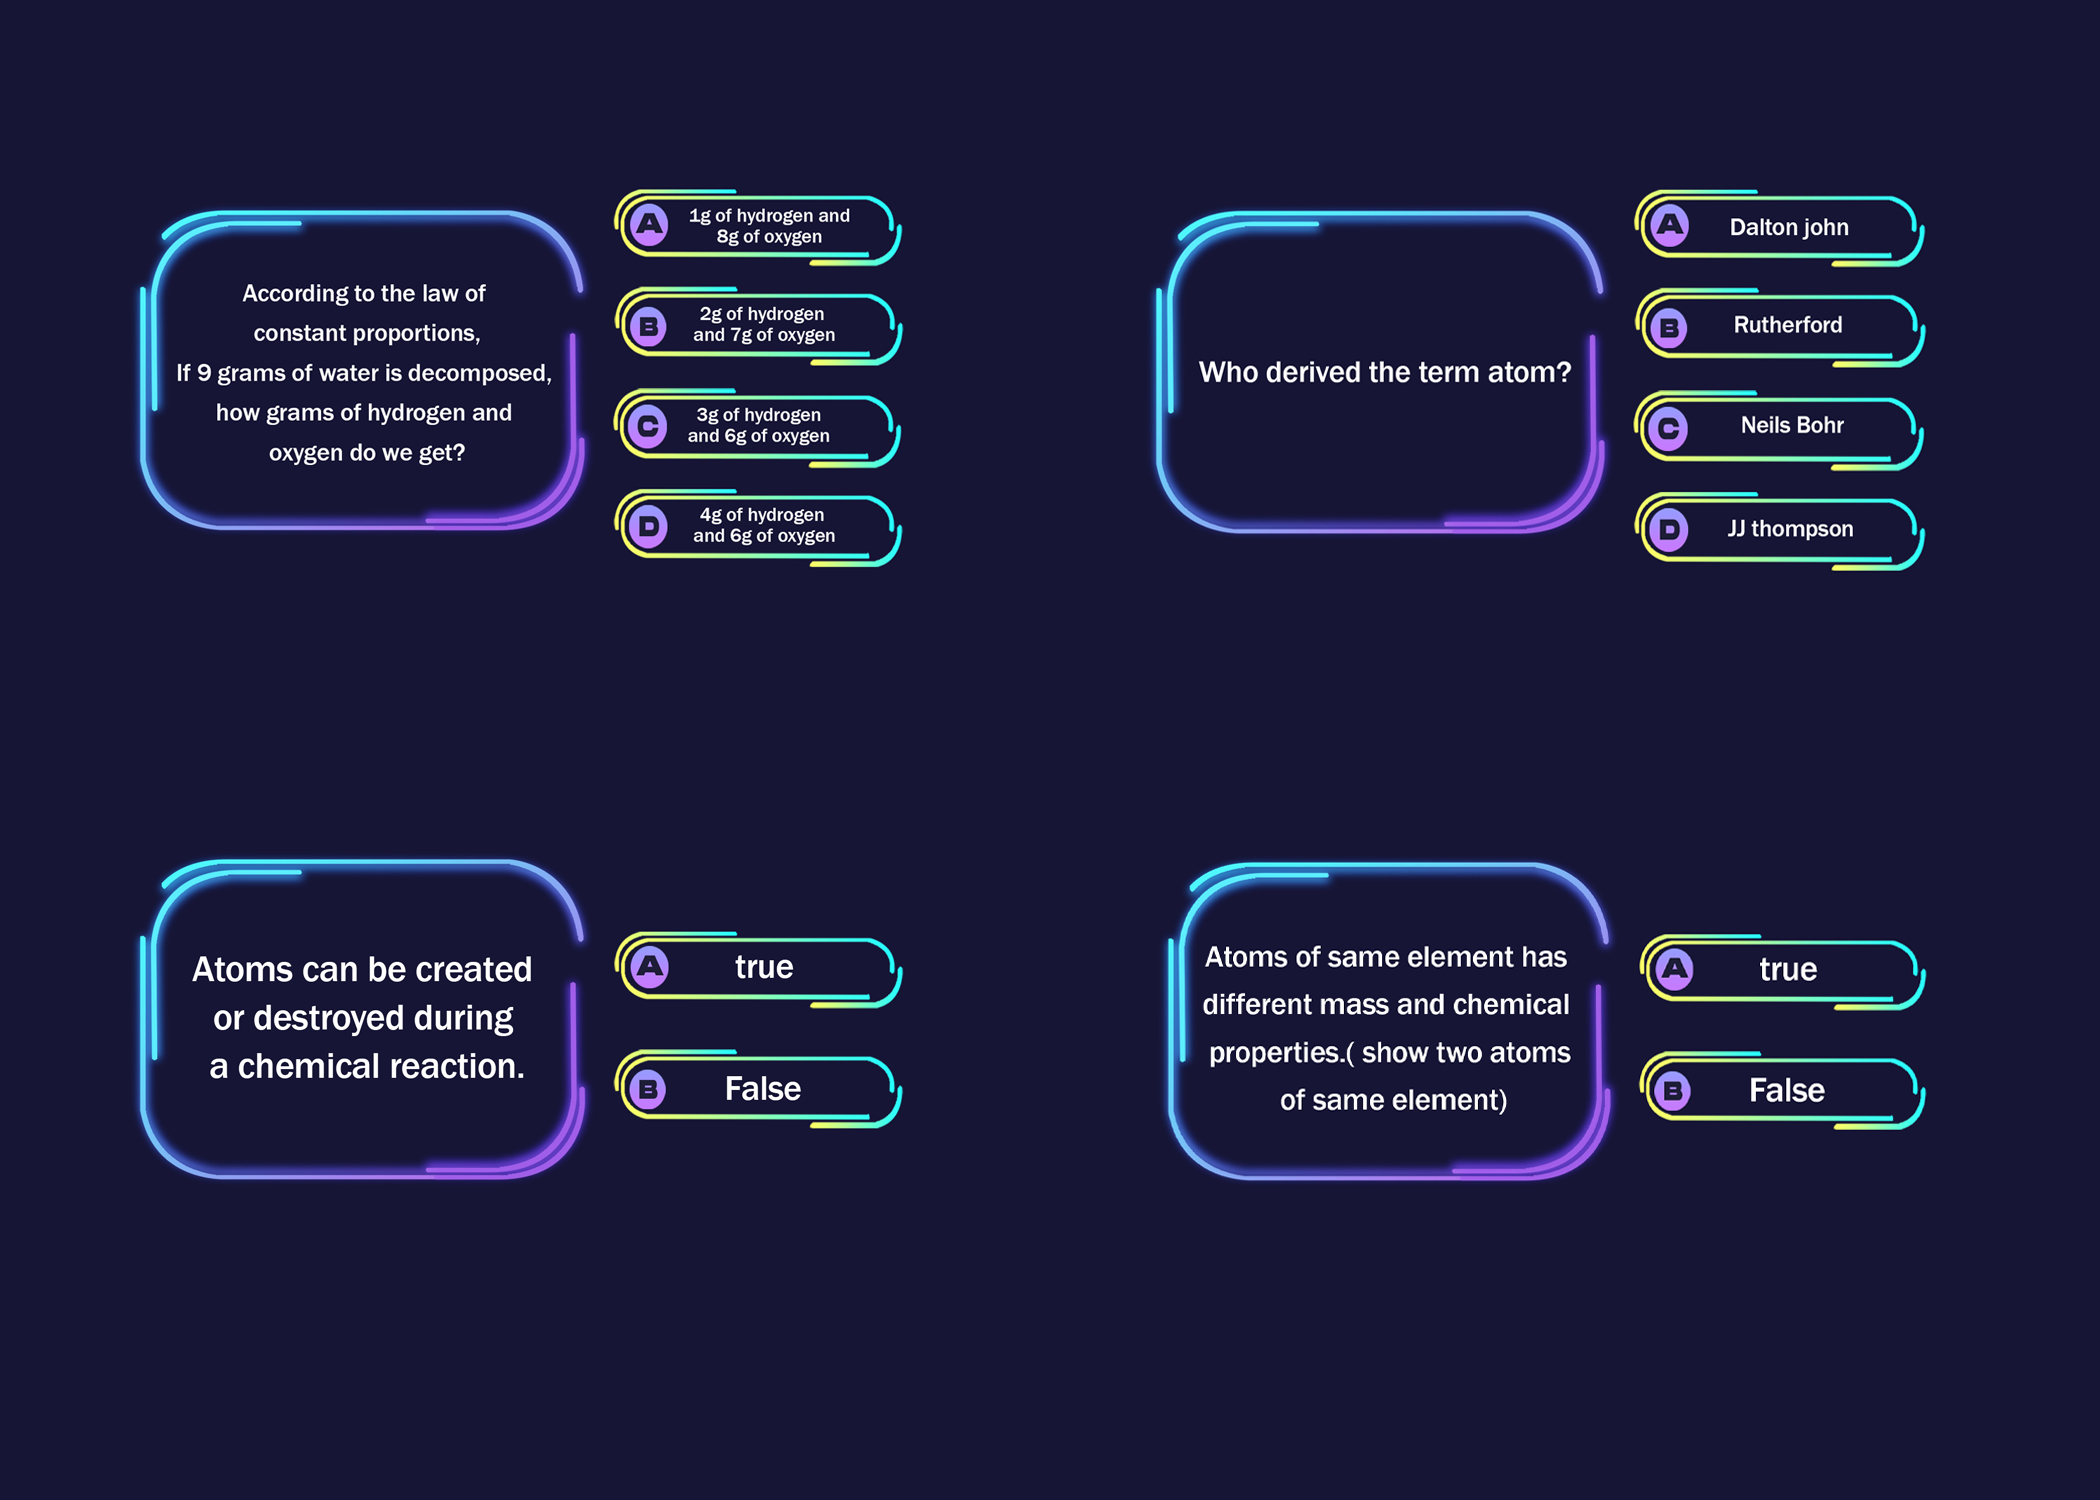 According to the law of
constant proportions,
If 9 grams of water is decomposed,
how grams of hydrogen and
oxygen do we get?
A
1g of hydrogen and
8g of oxygen
B
2g of hydrogen
and 7g of oxygen
C
3g of hydrogen
and 6g of oxygen
D
4g of hydrogen
and 6g of oxygen
Who derived the term atom?
A Dalton john
B Rutherford
C Neils Bohr
D JJ thompson
Atoms can be created
or destroyed during
a chemical reaction.
A true
B False
Atoms of same element has
different mass and chemical
properties.( show two atoms
of same element)
A true
B False